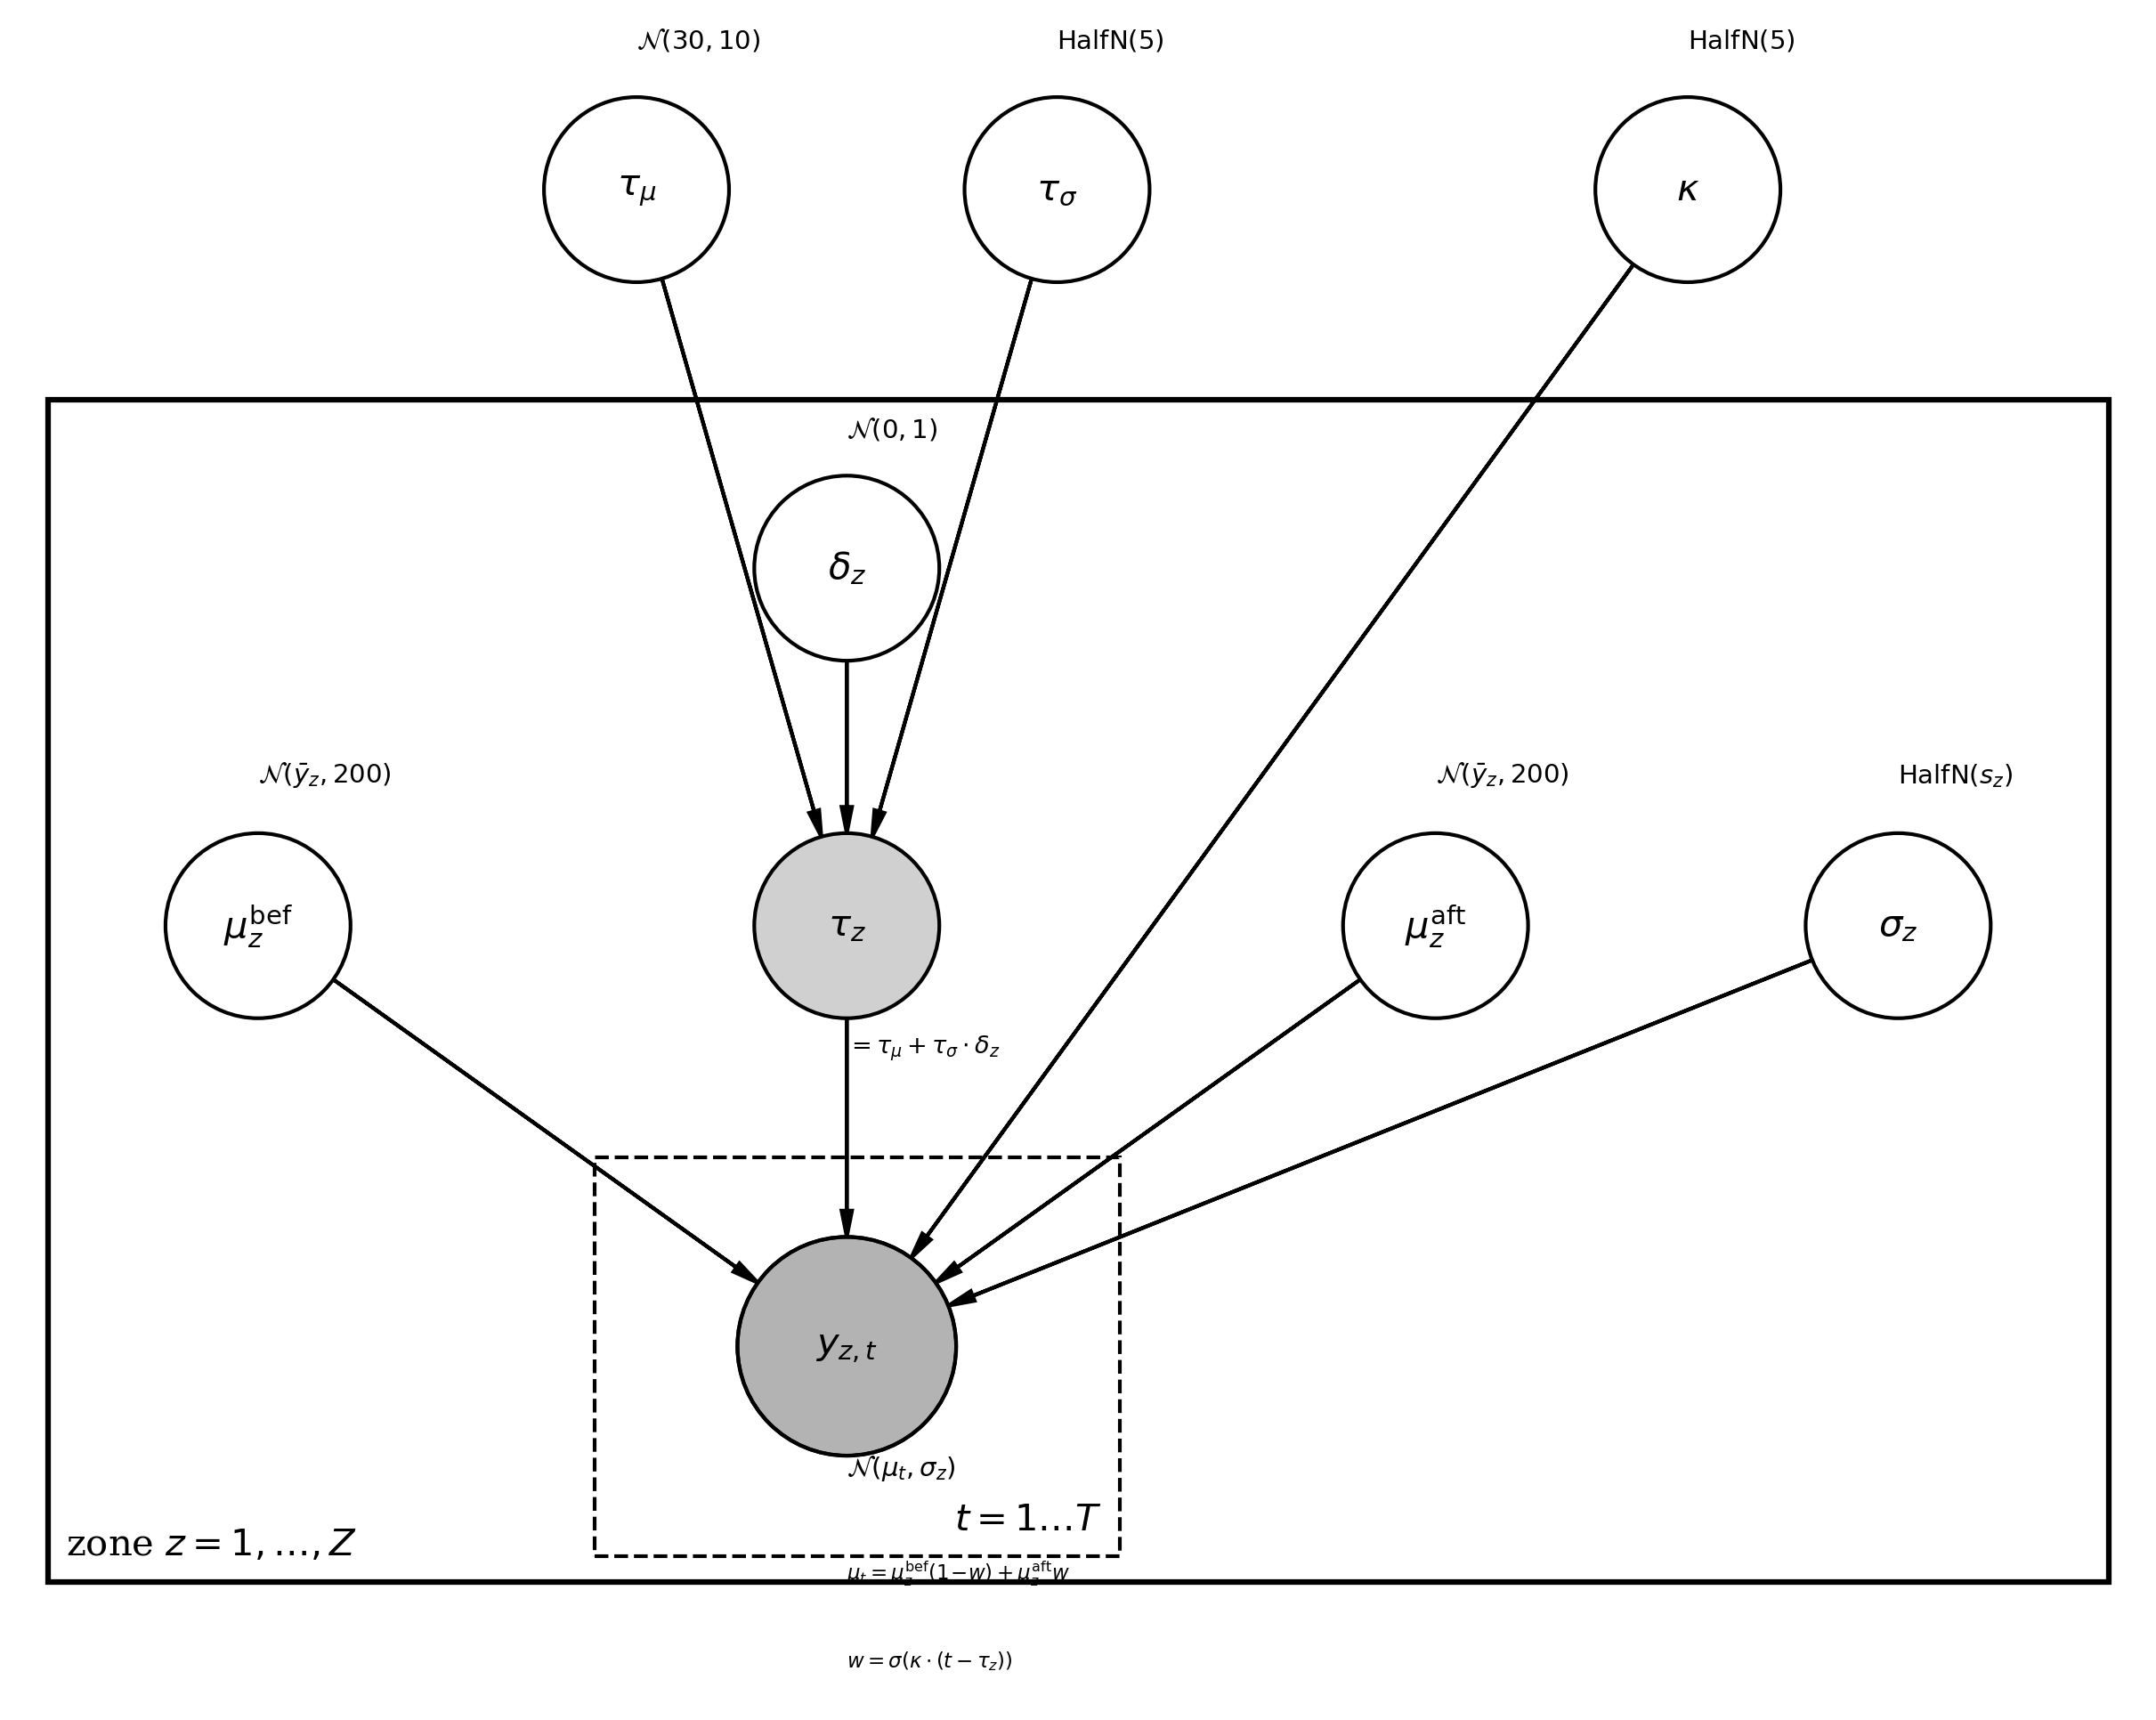 𝒩(30, 10)
HalfN(5)
HalfN(5)
τ_μ
τ_σ
κ
𝒩(0, 1)
δ_z
𝒩(ȳ_z, 200)
𝒩(ȳ_z, 200)
HalfN(s_z)
μ_z^bef
τ_z
μ_z^aft
σ_z
= τ_μ + τ_σ · δ_z
y_{z,t}
𝒩(μ_t, σ_z)
t = 1...T
zone z = 1, ..., Z
μ_t = μ_z^bef(1−w) + μ_z^aft w
w = σ(κ · (t − τ_z))